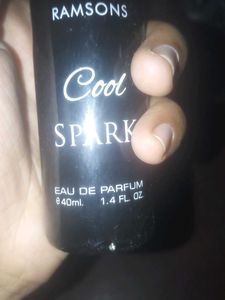 RAMSONS
Cool
SPARK
EAU DE PARFUM
40ml. 1.4 FL. OZ